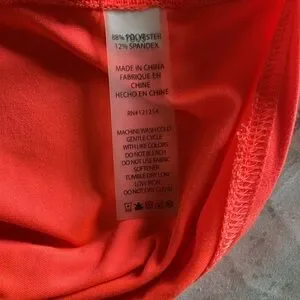 88% POLYESTER
12% SPANDEX
MADE IN CHINA
FABRIQUE EN
CHINE
HECHO EN CHINE
RN#121214
MACHINE WASH COLD
GENTLE CYCLE
WITH LIKE COLORS
DO NOT BLEACH
DO NOT USE FABRIC
SOFTENER
TUMBLE DRY LOW
LOW IRON
DO NOT DRY CLEAN